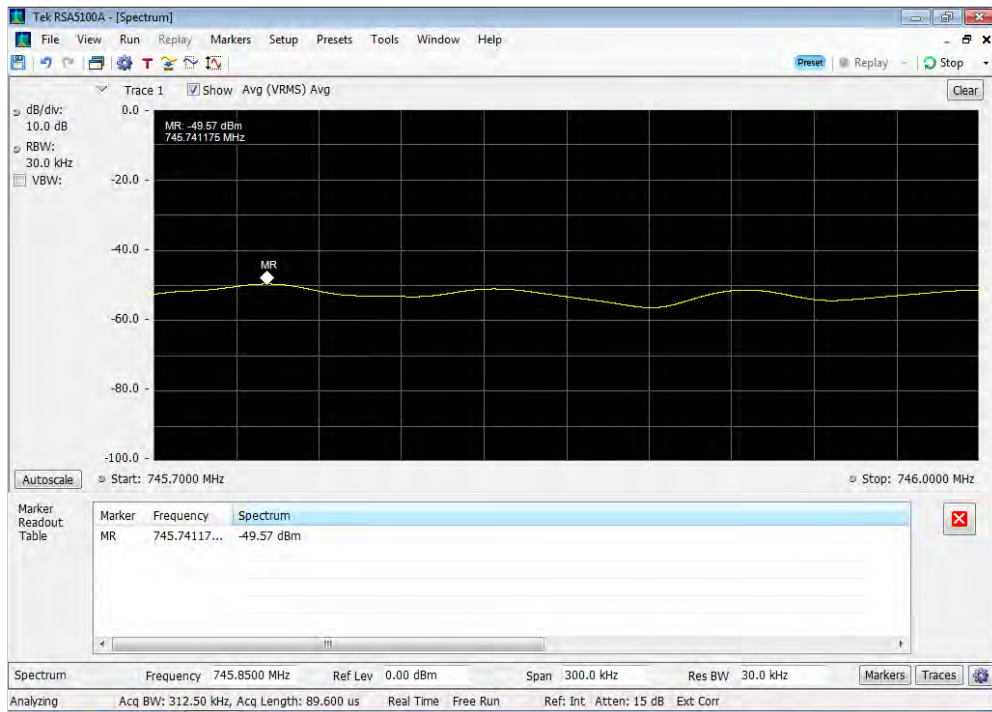 Tek RSA5100A - [Spectrum]
File View Run Replay Markers Setup Presets Tools Window Help
T
Preset Replay Stop
Trace 1 Show Avg (VRMS) Avg
Clear
dB/div:
10.0 dB
RBW:
30.0 kHz
VBW:
0.0
MR: -49.57 dBm
745.741175 MHz
-20.0
-40.0
MR
-60.0
-80.0
-100.0
Autoscale
Start: 745.7000 MHz
Stop: 746.0000 MHz
Marker
Readout
Table
Marker Frequency Spectrum
MR 745.74117... -49.57 dBm
Spectrum Frequency 745.8500 MHz Ref Lev 0.00 dBm Span 300.0 kHz Res BW 30.0 kHz Markers Traces
Analyzing Acq BW: 312.50 kHz, Acq Length: 89.600 us Real Time Free Run Ref: Int Atten: 15 dB Ext Corr